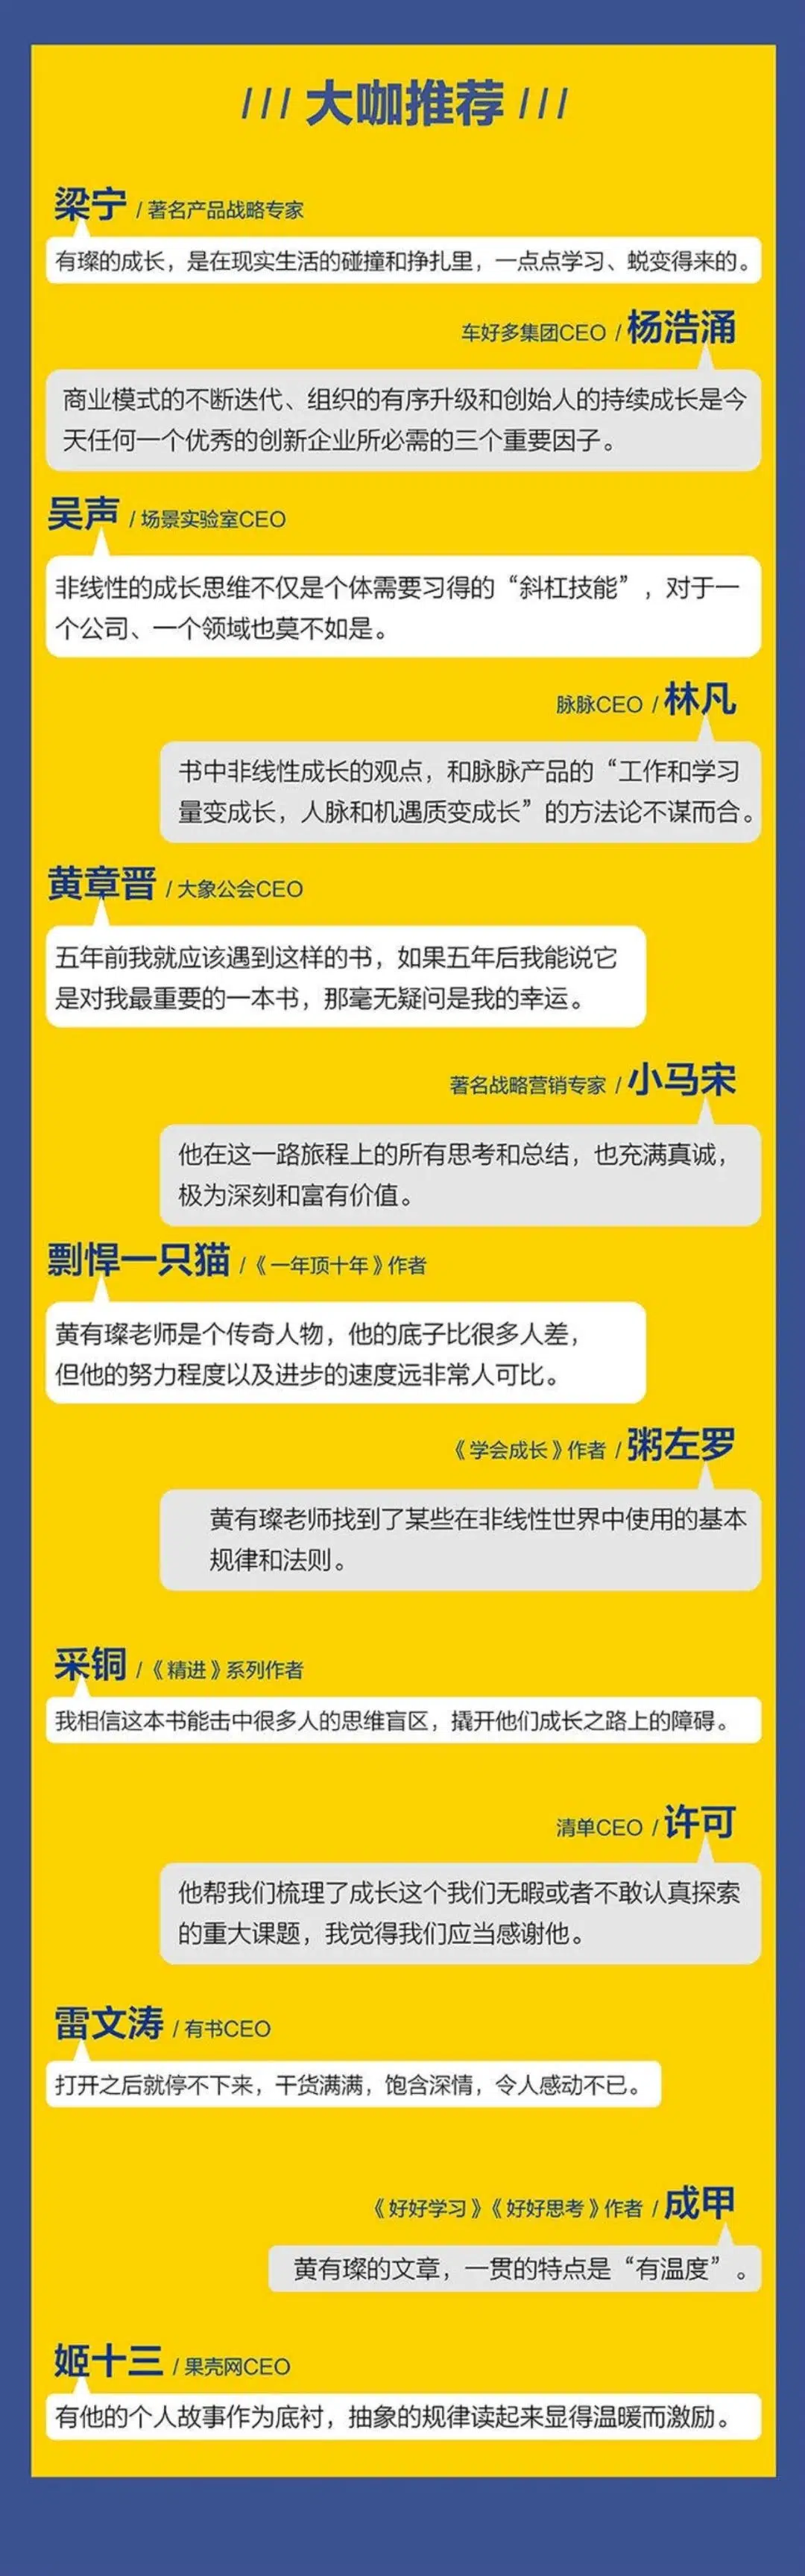 /// 大咖推荐 ///
梁宁 / 著名产品战略专家
有璨的成长，是在现实生活的碰撞和挣扎里，一点点学习、蜕变得来的。
车好多集团CEO / 杨浩涌
商业模式的不断迭代、组织的有序升级和创始人的持续成长是今
天任何一个优秀的创新企业所必需的三个重要因子。
吴声 / 场景实验室CEO
非线性的成长思维不仅是个体需要习得的“斜杠技能”，对于一
个公司、一个领域也莫不如是。
脉脉CEO / 林凡
书中非线性成长的观点，和脉脉产品的“工作和学习
量变成长，人脉和机遇质变成长”的方法论不谋而合。
黄章晋 / 大象公会CEO
五年前我就应该遇到这样的书，如果五年后我能说它
是对我最重要的一本书，那毫无疑问是我的幸运。
著名战略营销专家 / 小马宋
他在这一路旅程上的所有思考和总结，也充满真诚，
极为深刻和富有价值。
剽悍一只猫 / 《一年顶十年》作者
黄有璨老师是个传奇人物，他的底子比很多人差，
但他的努力程度以及进步的速度远非常人可比。
《学会成长》作者 / 粥左罗
黄有璨老师找到了某些在非线性世界中使用的基本
规律和法则。
采铜 / 《精进》系列作者
我相信这本书能击中很多人的思维盲区，撬开他们成长之路上的障碍。
清单CEO / 许可
他帮我们梳理了成长这个我们无暇或者不敢认真探索
的重大课题，我觉得我们应当感谢他。
雷文涛 / 有书CEO
打开之后就停不下来，干货满满，饱含深情，令人感动不已。
《好好学习》《好好思考》作者 / 成甲
黄有璨的文章，一贯的特点是“有温度”。
姬十三 / 果壳网CEO
有他的个人故事作为底衬，抽象的规律读起来显得温暖而激励。